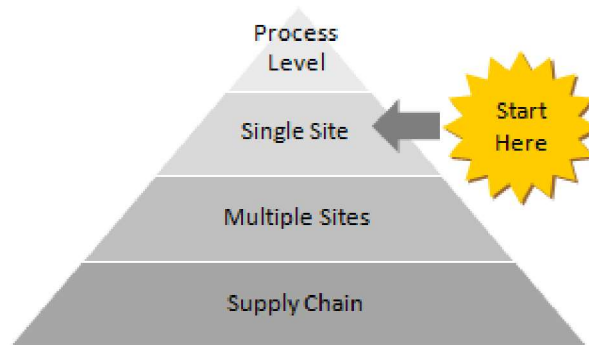 Process
Level
Single Site
Start
Here
Multiple Sites
Supply Chain